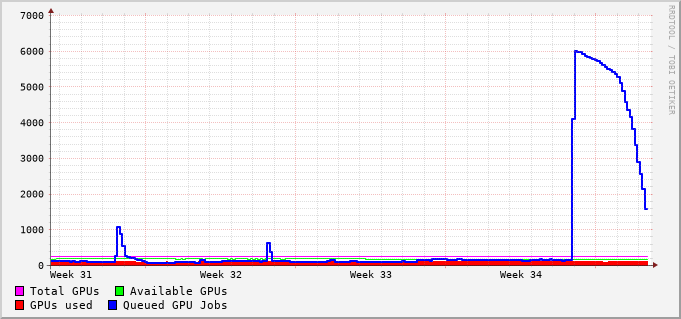 7000
6000
5000
4000
3000
2000
1000
0
Week 31 Week 32 Week 33 Week 34
Total GPUs Available GPUs
GPUs used Queued GPU Jobs
RRDTOOL / TOBI OETIKER